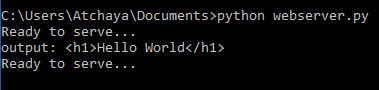 C:\Users\Atchaya\Documents>python webserver.py
Ready to serve...
output: <h1>Hello World</h1>
Ready to serve...